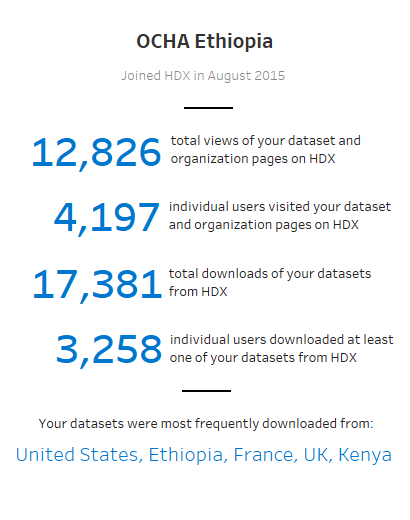 OCHA Ethiopia
Joined HDX in August 2015
12,826
total views of your dataset and
organization pages on HDX
4,197
individual users visited your dataset
and organization pages on HDX
17,381
total downloads of your datasets
from HDX
3,258
individual users downloaded at least
one of your datasets from HDX
Your datasets were most frequently downloaded from:
United States, Ethiopia, France, UK, Kenya